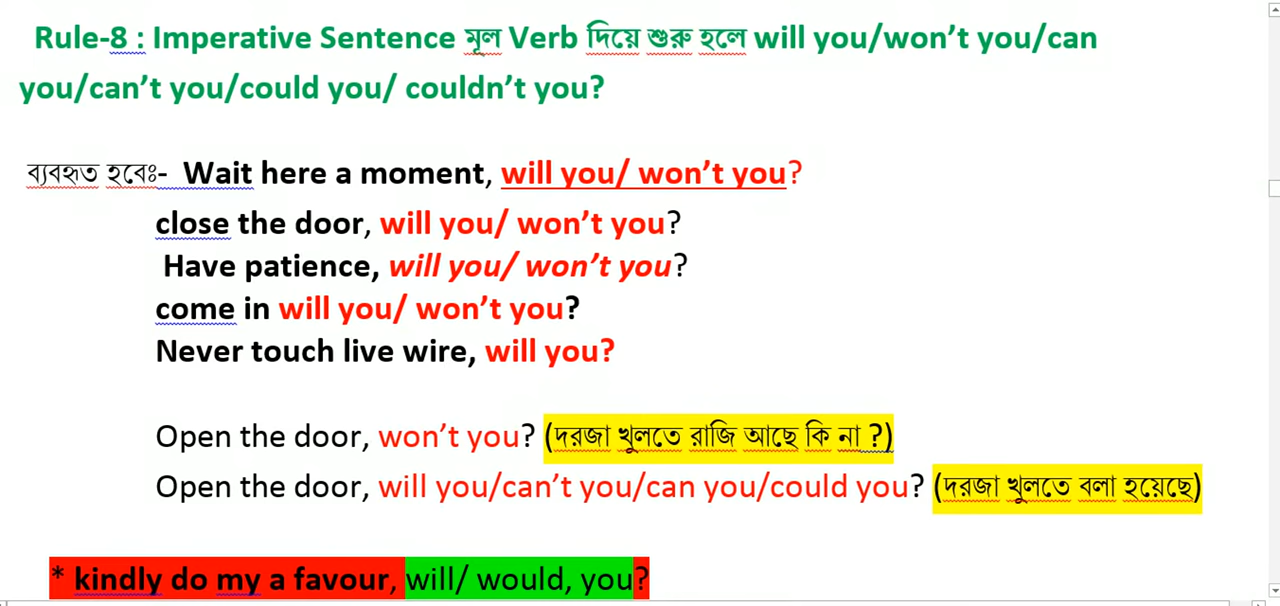 Rule-8 : Imperative Sentence মূল Verb দিয়ে শুরু হলে will you/won’t you/can
you/can’t you/could you/ couldn’t you?
ব্যবহৃত হবেঃ- Wait here a moment, will you/ won’t you?
close the door, will you/ won’t you?
Have patience, will you/ won’t you?
come in will you/ won’t you?
Never touch live wire, will you?
Open the door, won’t you? (দরজা খুলতে রাজি আছে কি না ?)
Open the door, will you/can’t you/can you/could you? (দরজা খুলতে বলা হয়েছে)
* kindly do my a favour, will/ would, you?